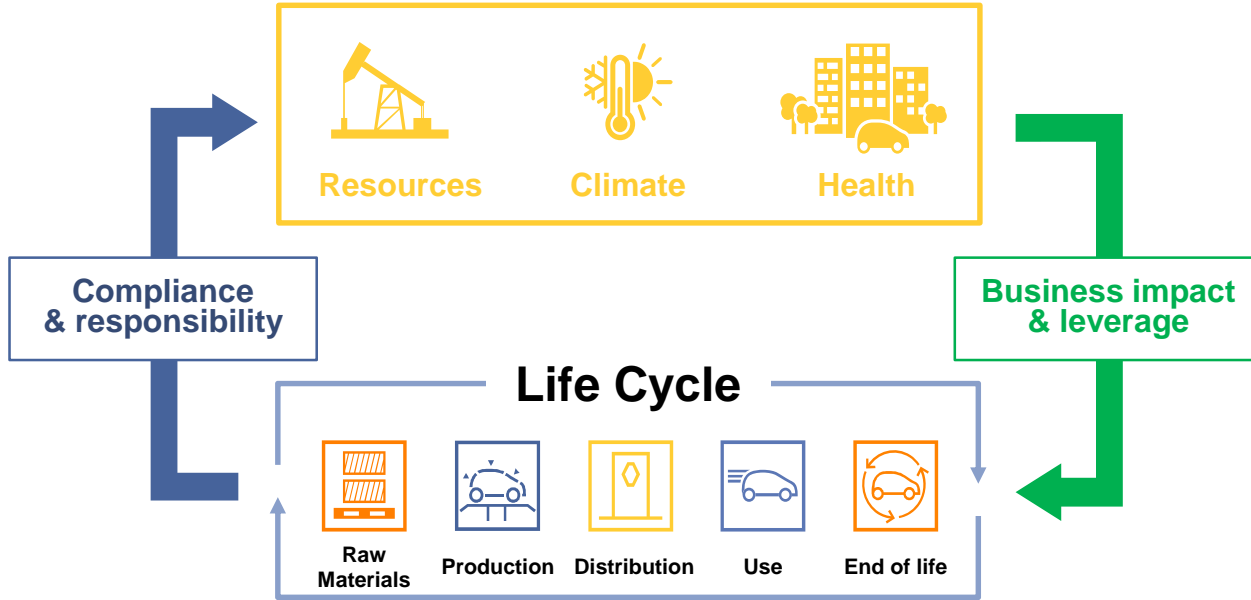 Resources
Climate
Health
Compliance
& responsibility
Business impact
& leverage
Life Cycle
Raw
Materials
Production
Distribution
Use
End of life